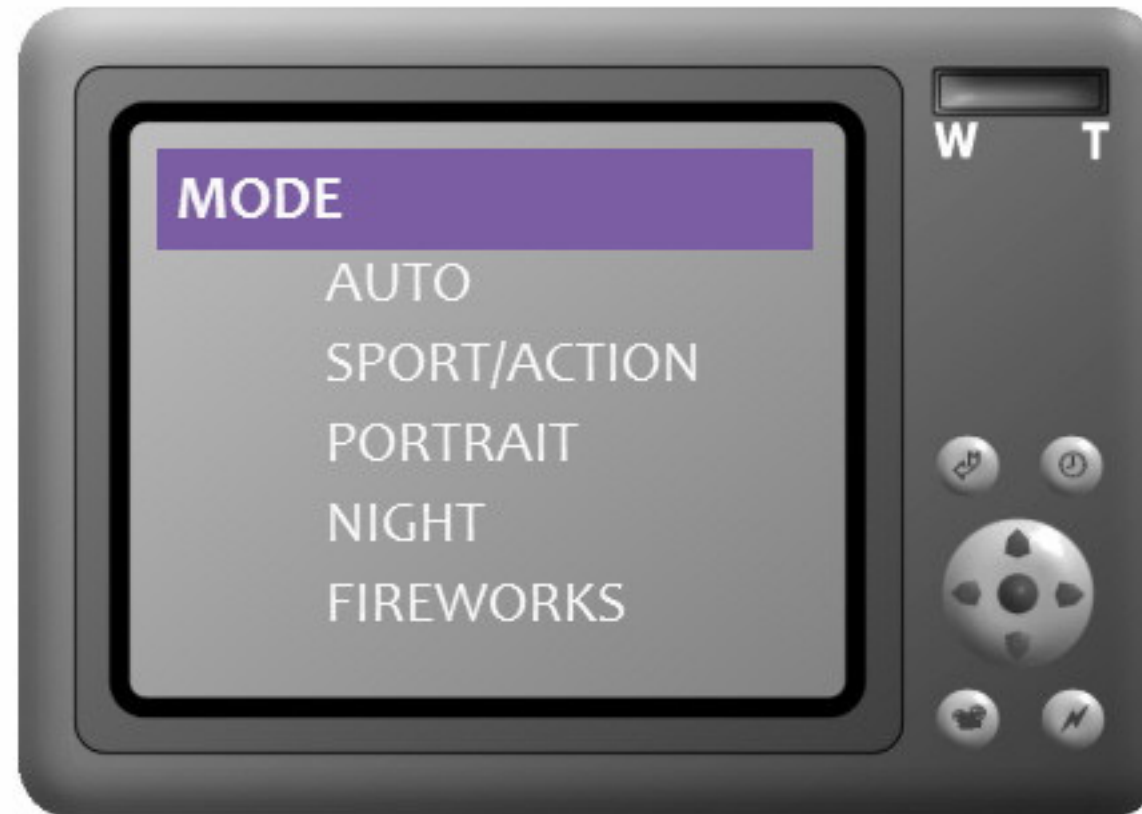 MODE
W T
AUTO
SPORT/ACTION
PORTRAIT
NIGHT
FIREWORKS